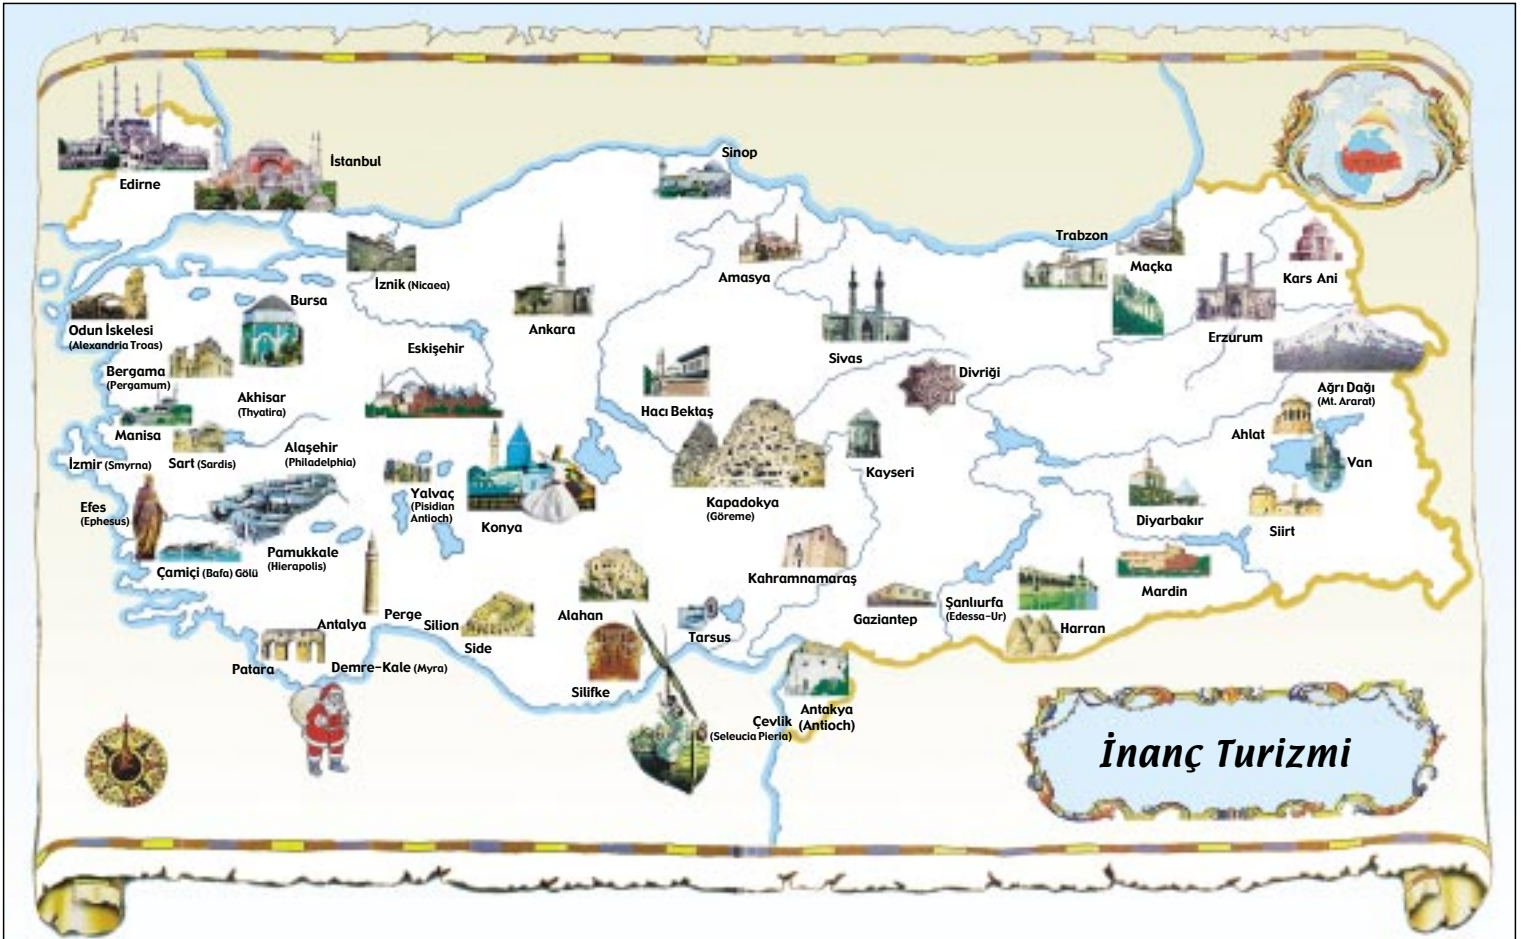 Sinop
İstanbul
Edirne
Trabzon
Maçka
Amasya
Kars Ani
İznik (Nicaea)
Bursa
Odun İskelesi
(Alexandria Troas)
Ankara
Erzurum
Eskişehir
Sivas
Divriği
Bergama
(Pergamum)
Ağrı Dağı
(Mt. Ararat)
Akhisar
(Thyatira)
Hacı Bektaş
Manisa
Ahlat
Alaşehir
(Philadelphia)
İzmir (Smyrna)
Sart (Sardis)
Van
Kayseri
Yalvaç
(Pisidian
Antioch)
Efes
(Ephesus)
Kapadokya
(Göreme)
Konya
Diyarbakır
Siirt
Pamukkale
(Hierapolis)
Çamiçi (Bafa) Gölü
Kahramnamaraş
Mardin
Şanlıurfa
(Edessa-Ur)
Alahan
Perge
Gaziantep
Antalya
Silion
Harran
Tarsus
Side
Patara
Demre-Kale (Myra)
Silifke
Antakya
(Antioch)
Çevlik
(Seleucia Pieria)
İnanç Turizmi